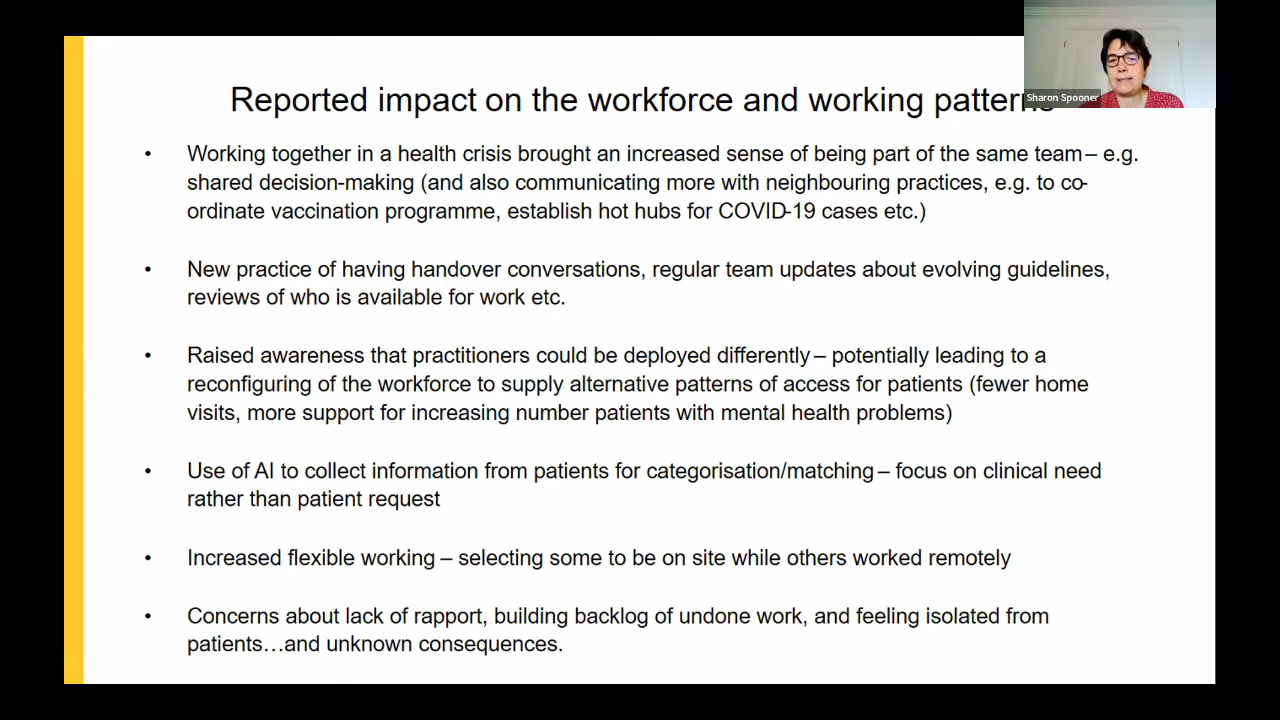 Reported impact on the workforce and working patterns
Sharon Spooner
• Working together in a health crisis brought an increased sense of being part of the same team – e.g.
shared decision-making (and also communicating more with neighbouring practices, e.g. to co-
ordinate vaccination programme, establish hot hubs for COVID-19 cases etc.)
• New practice of having handover conversations, regular team updates about evolving guidelines,
reviews of who is available for work etc.
• Raised awareness that practitioners could be deployed differently – potentially leading to a
reconfiguring of the workforce to supply alternative patterns of access for patients (fewer home
visits, more support for increasing number patients with mental health problems)
• Use of AI to collect information from patients for categorisation/matching – focus on clinical need
rather than patient request
• Increased flexible working – selecting some to be on site while others worked remotely
• Concerns about lack of rapport, building backlog of undone work, and feeling isolated from
patients…and unknown consequences.